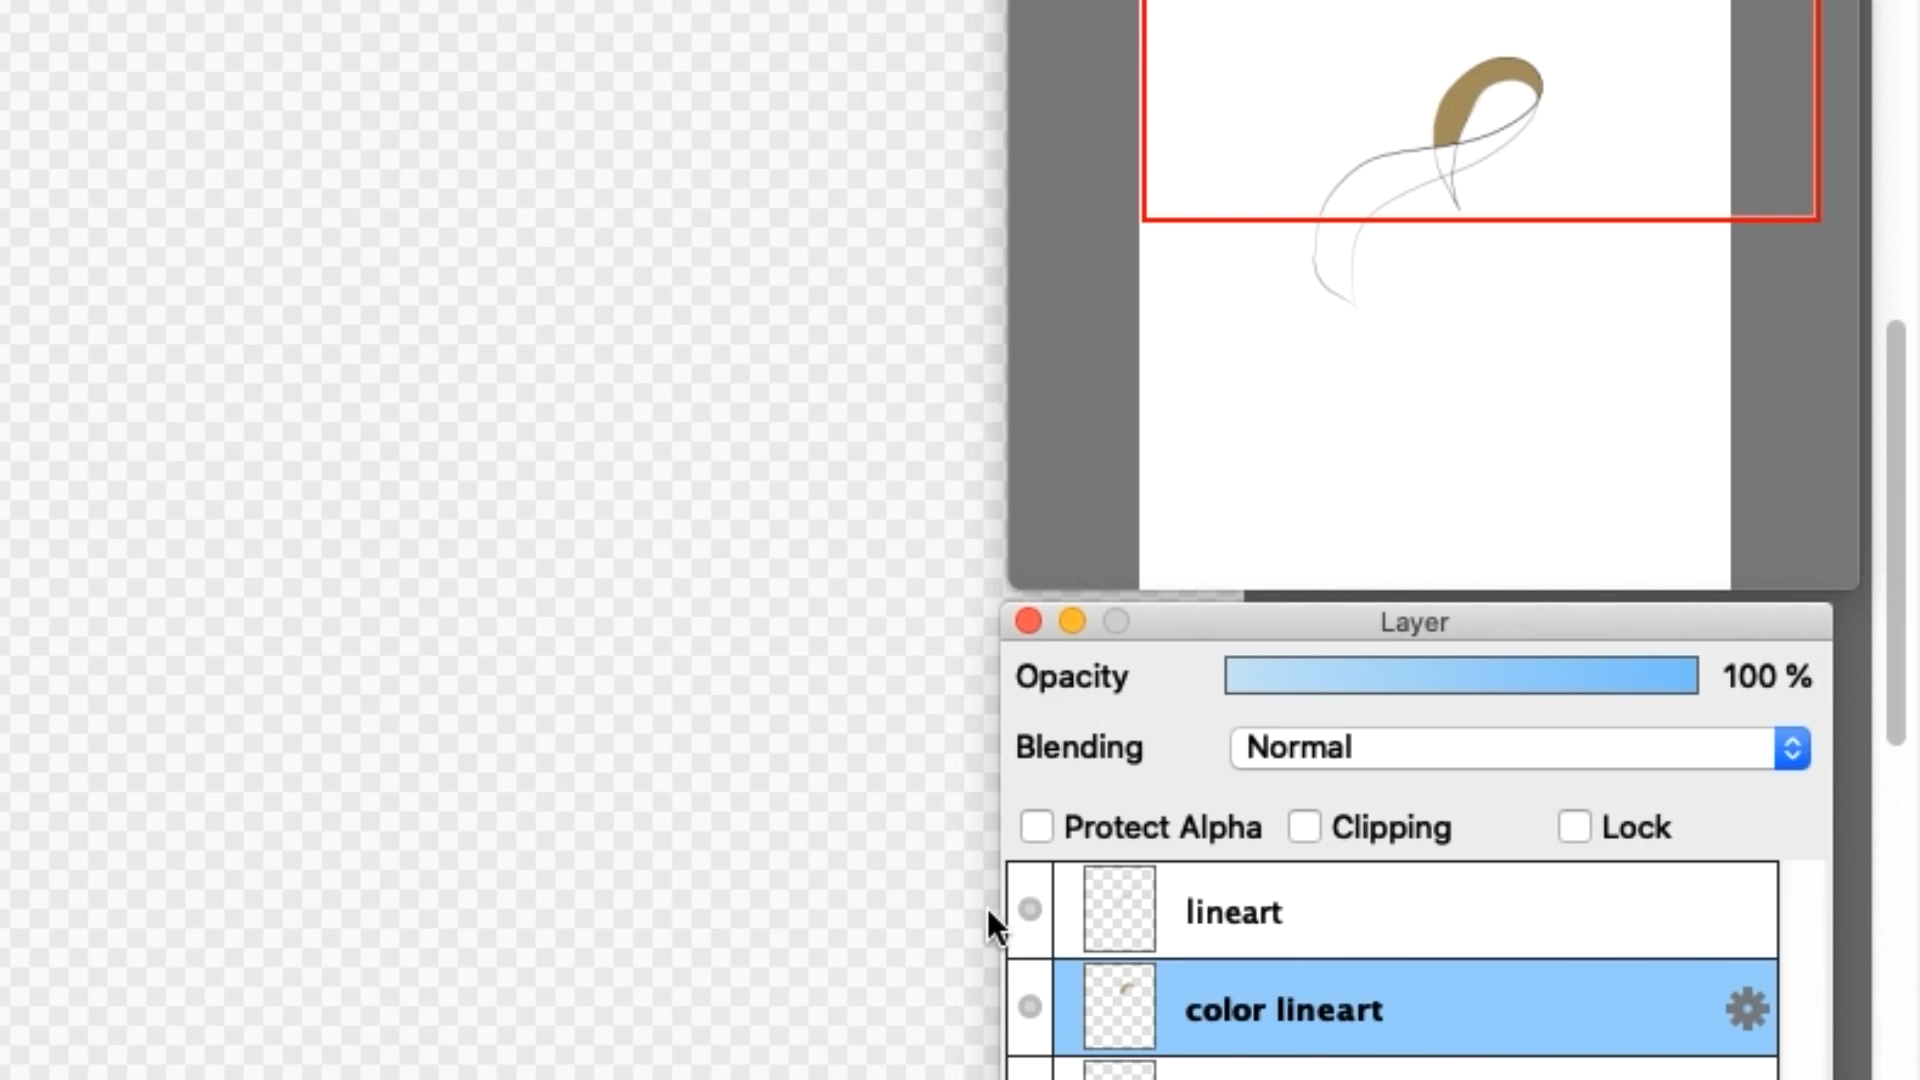 Layer
Opacity 100 %
Blending Normal
Protect Alpha Clipping Lock
lineart
color lineart